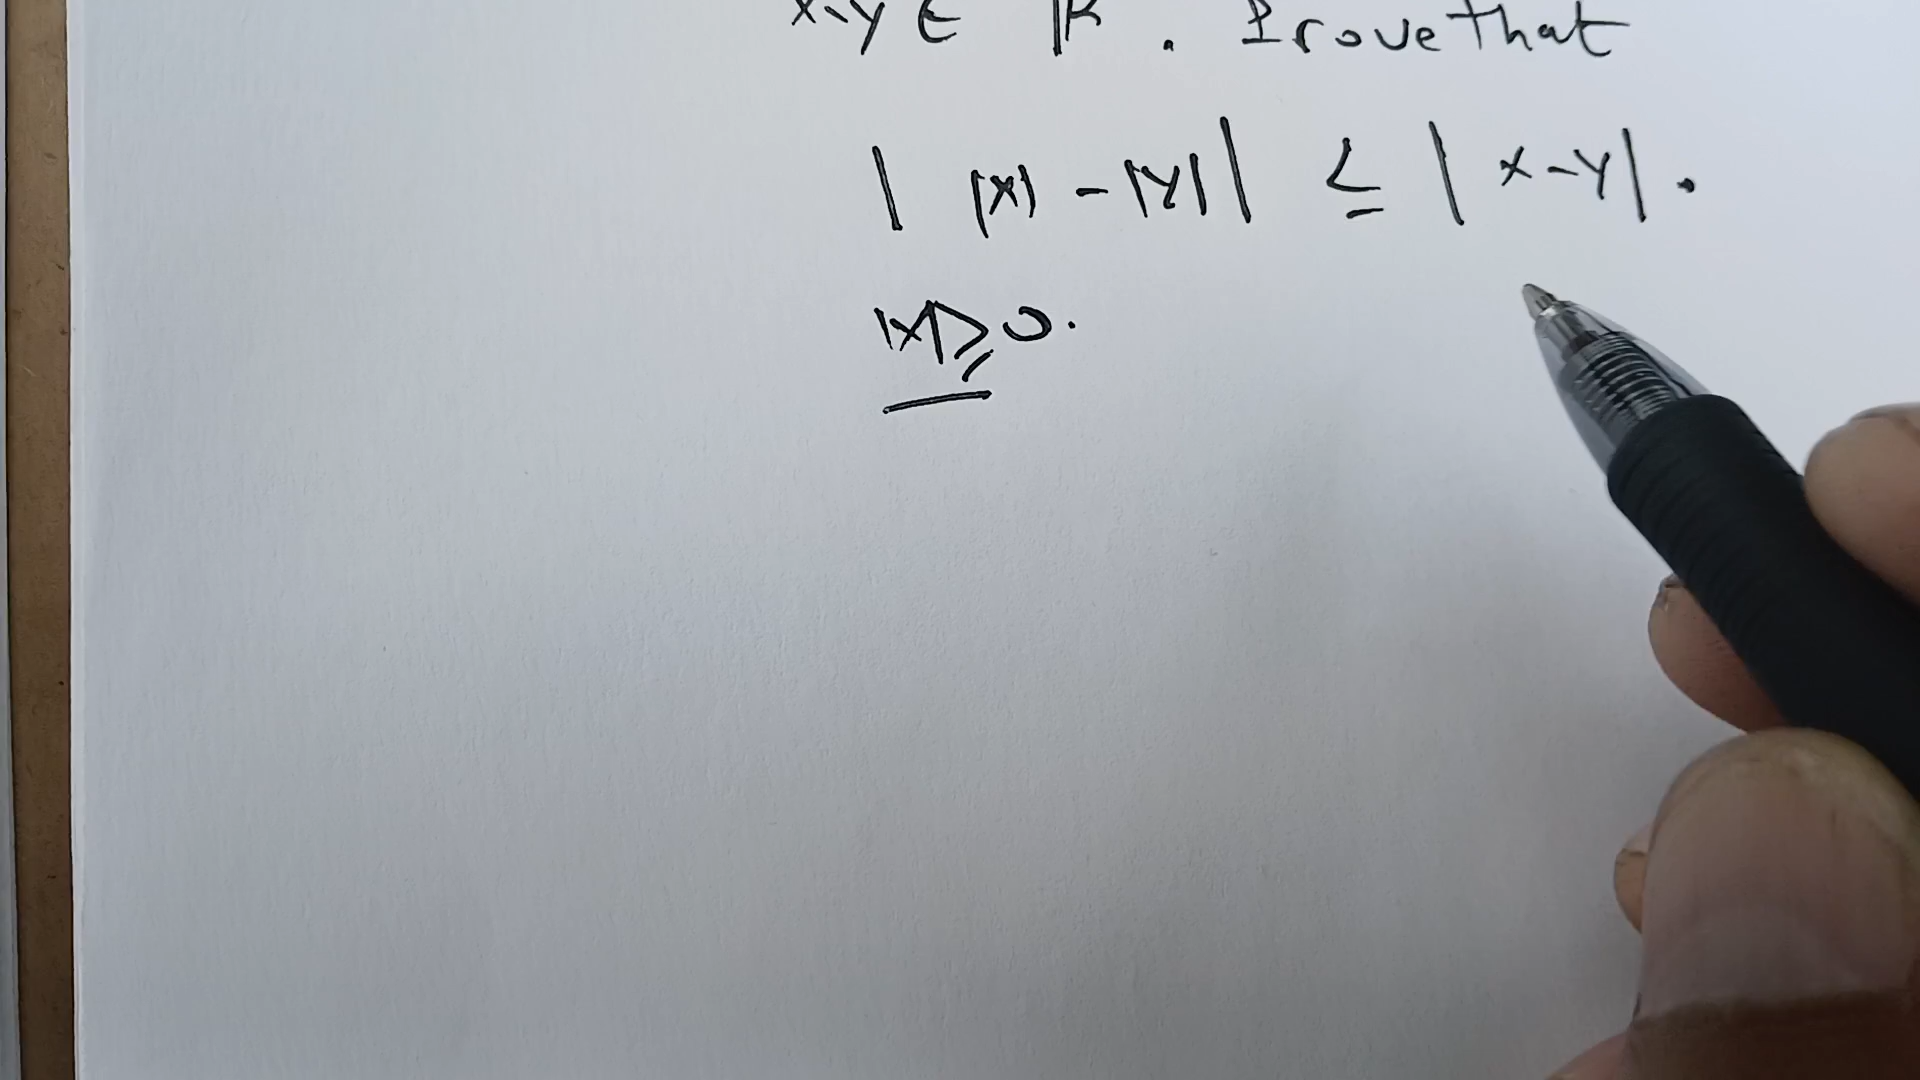 x, y ∈ ℝ. Prove that
| |x| - |y| | ≤ | x - y |.
|x| ≥ 0.